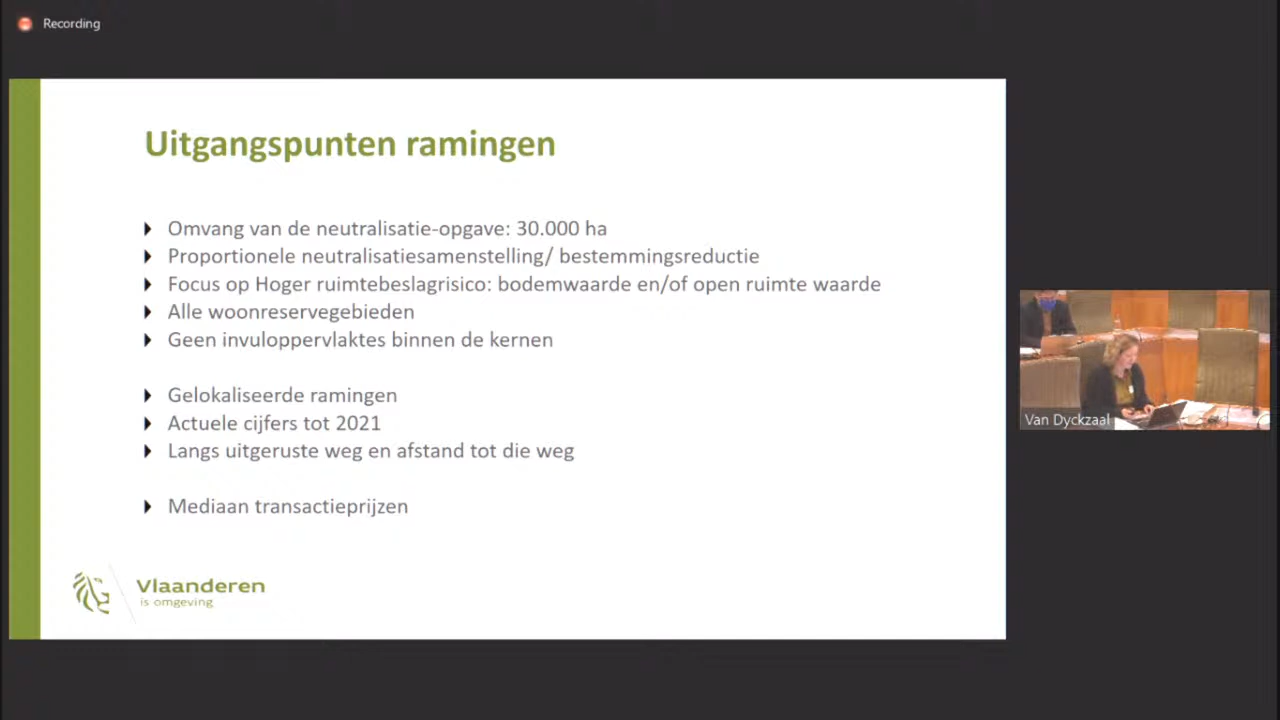 Recording
Uitgangspunten ramingen
Omvang van de neutralisatie-opgave: 30.000 ha
Proportionele neutralisatiesamenstelling/ bestemmingsreductie
Focus op Hoger ruimtebeslagrisico: bodemwaarde en/of open ruimte waarde
Alle woonreservegebieden
Geen invuloppervlaktes binnen de kernen
Gelokaliseerde ramingen
Actuele cijfers tot 2021
Langs uitgeruste weg en afstand tot die weg
Mediaan transactieprijzen
Vlaanderen
is omgeving
Van Dyckzaal